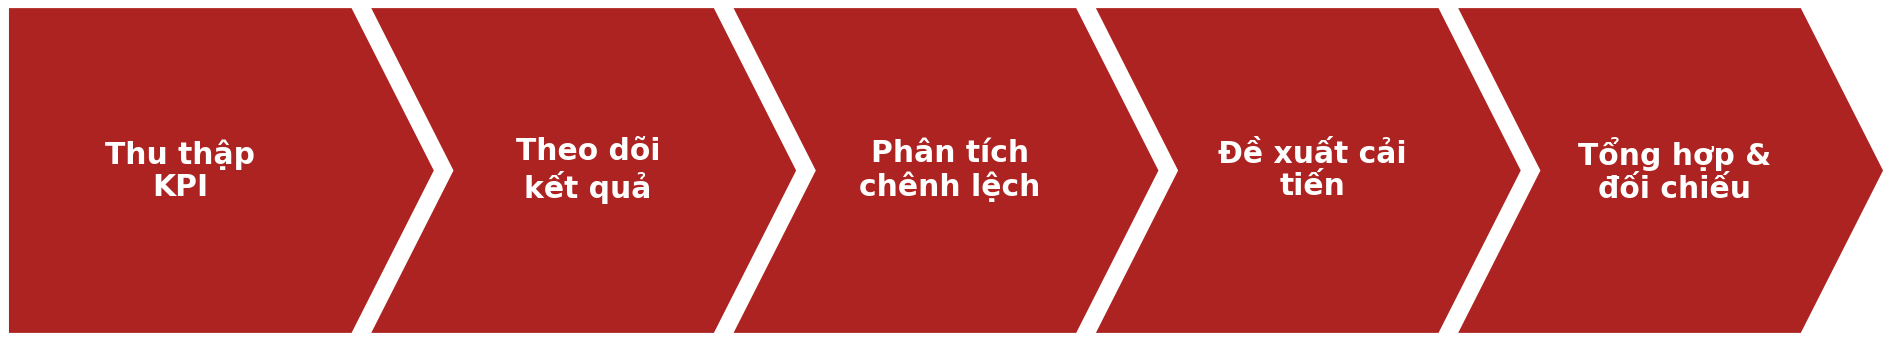 Thu thập
KPI
Theo dõi
kết quả
Phân tích
chênh lệch
Đề xuất cải
tiến
Tổng hợp &
đối chiếu